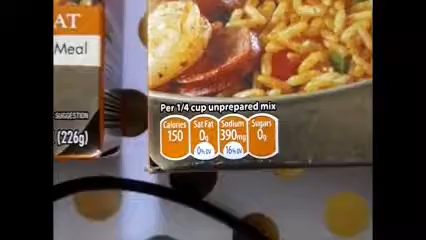 AT
Meal
SUGGESTION
(226g)
Per 1/4 cup unprepared mix
Calories Sat Fat Sodium Sugars
150 0g 390mg 0g
0% DV 16% DV